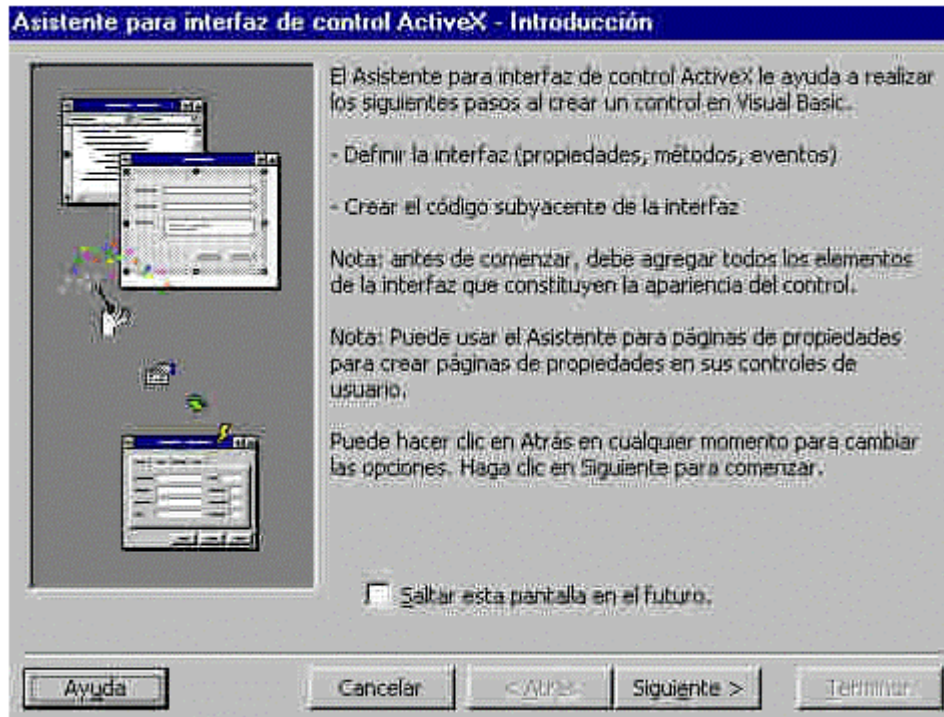 Asistente para interfaz de control ActiveX - Introducción
El Asistente para interfaz de control ActiveX le ayuda a realizar
los siguientes pasos al crear un control en Visual Basic.
- Definir la interfaz (propiedades, métodos, eventos)
- Crear el código subyacente de la interfaz
Nota: antes de comenzar, debe agregar todos los elementos
de la interfaz que constituyen la apariencia del control.
Nota: Puede usar el Asistente para páginas de propiedades
para crear páginas de propiedades en sus controles de
usuario.
Puede hacer clic en Atrás en cualquier momento para cambiar
las opciones. Haga clic en Siguiente para comenzar.
Saltar esta pantalla en el futuro.
Ayuda
Cancelar
< Atrás
Siguiente >
Terminar